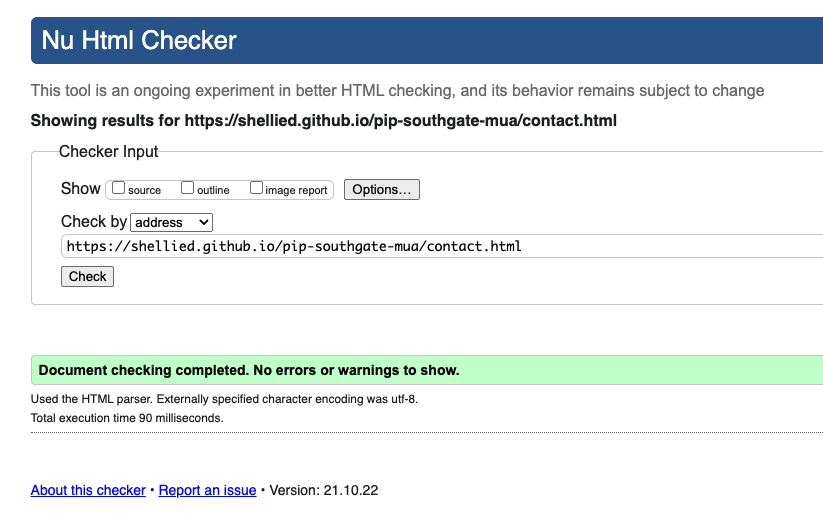 Nu Html Checker
This tool is an ongoing experiment in better HTML checking, and its behavior remains subject to change
Showing results for https://shellied.github.io/pip-southgate-mua/contact.html
Checker Input
Show source outline image report Options...
Check by address
https://shellied.github.io/pip-southgate-mua/contact.html
Check
Document checking completed. No errors or warnings to show.
Used the HTML parser. Externally specified character encoding was utf-8.
Total execution time 90 milliseconds.
About this checker • Report an issue • Version: 21.10.22